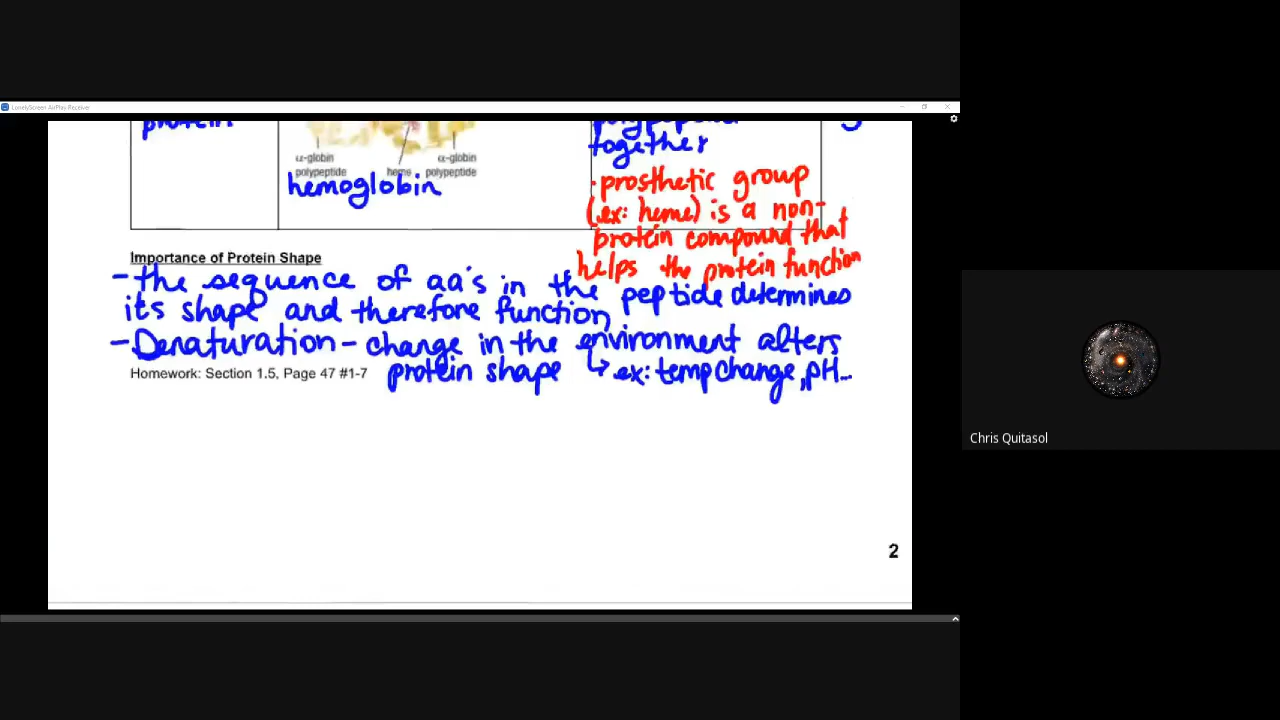 LonelyScreen AirPlay Receiver
protein
α-globin
polypeptide
heme
α-globin
polypeptide
hemoglobin
together
· prosthetic group
(ex: heme) is a non-
protein compound that
helps the protein function
Importance of Protein Shape
- the sequence of aa's in the peptide determines
its shape and therefore function
- Denaturation - change in the environment alters
protein shape ↳ ex: temp change, pH...
Homework: Section 1.5, Page 47 #1-7
2
Chris Quitasol